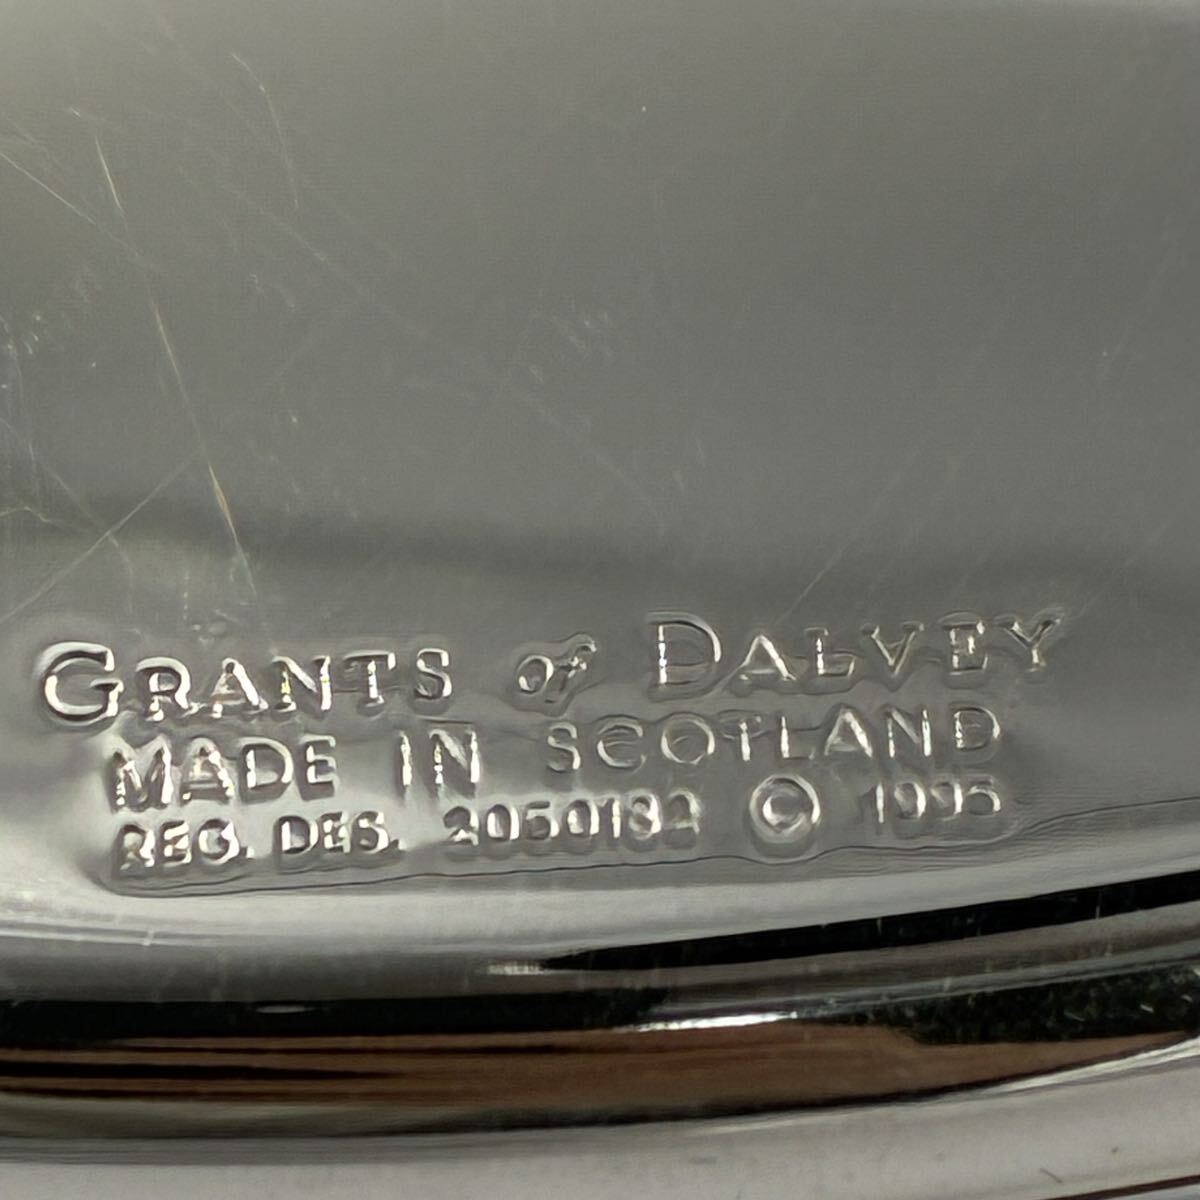 GRANTS of DALVEY
MADE IN SCOTLAND
REG. DES. 2050182 © 1995